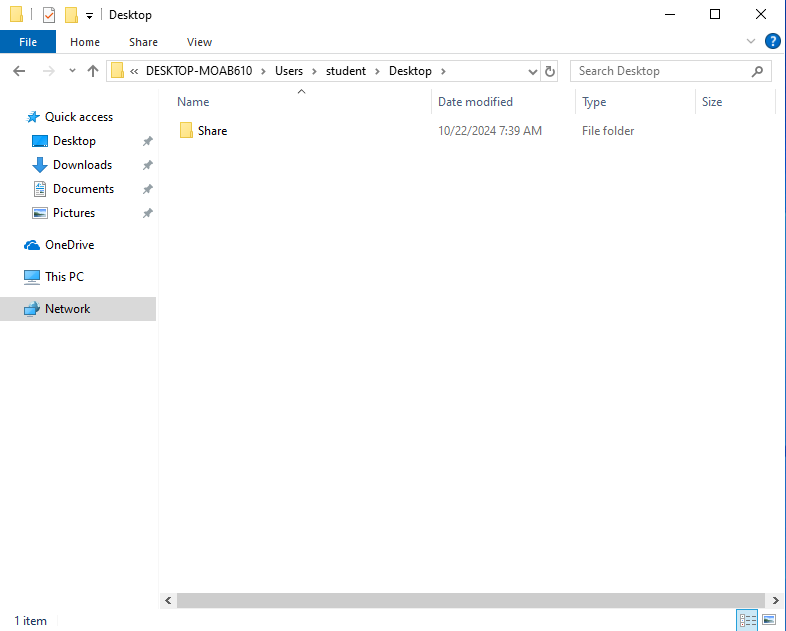 Desktop
File Home Share View ?
« DESKTOP-MOAB610 > Users > student > Desktop > Search Desktop
Name Date modified Type Size
Share 10/22/2024 7:39 AM File folder
Quick access
Desktop
Downloads
Documents
Pictures
OneDrive
This PC
Network
1 item